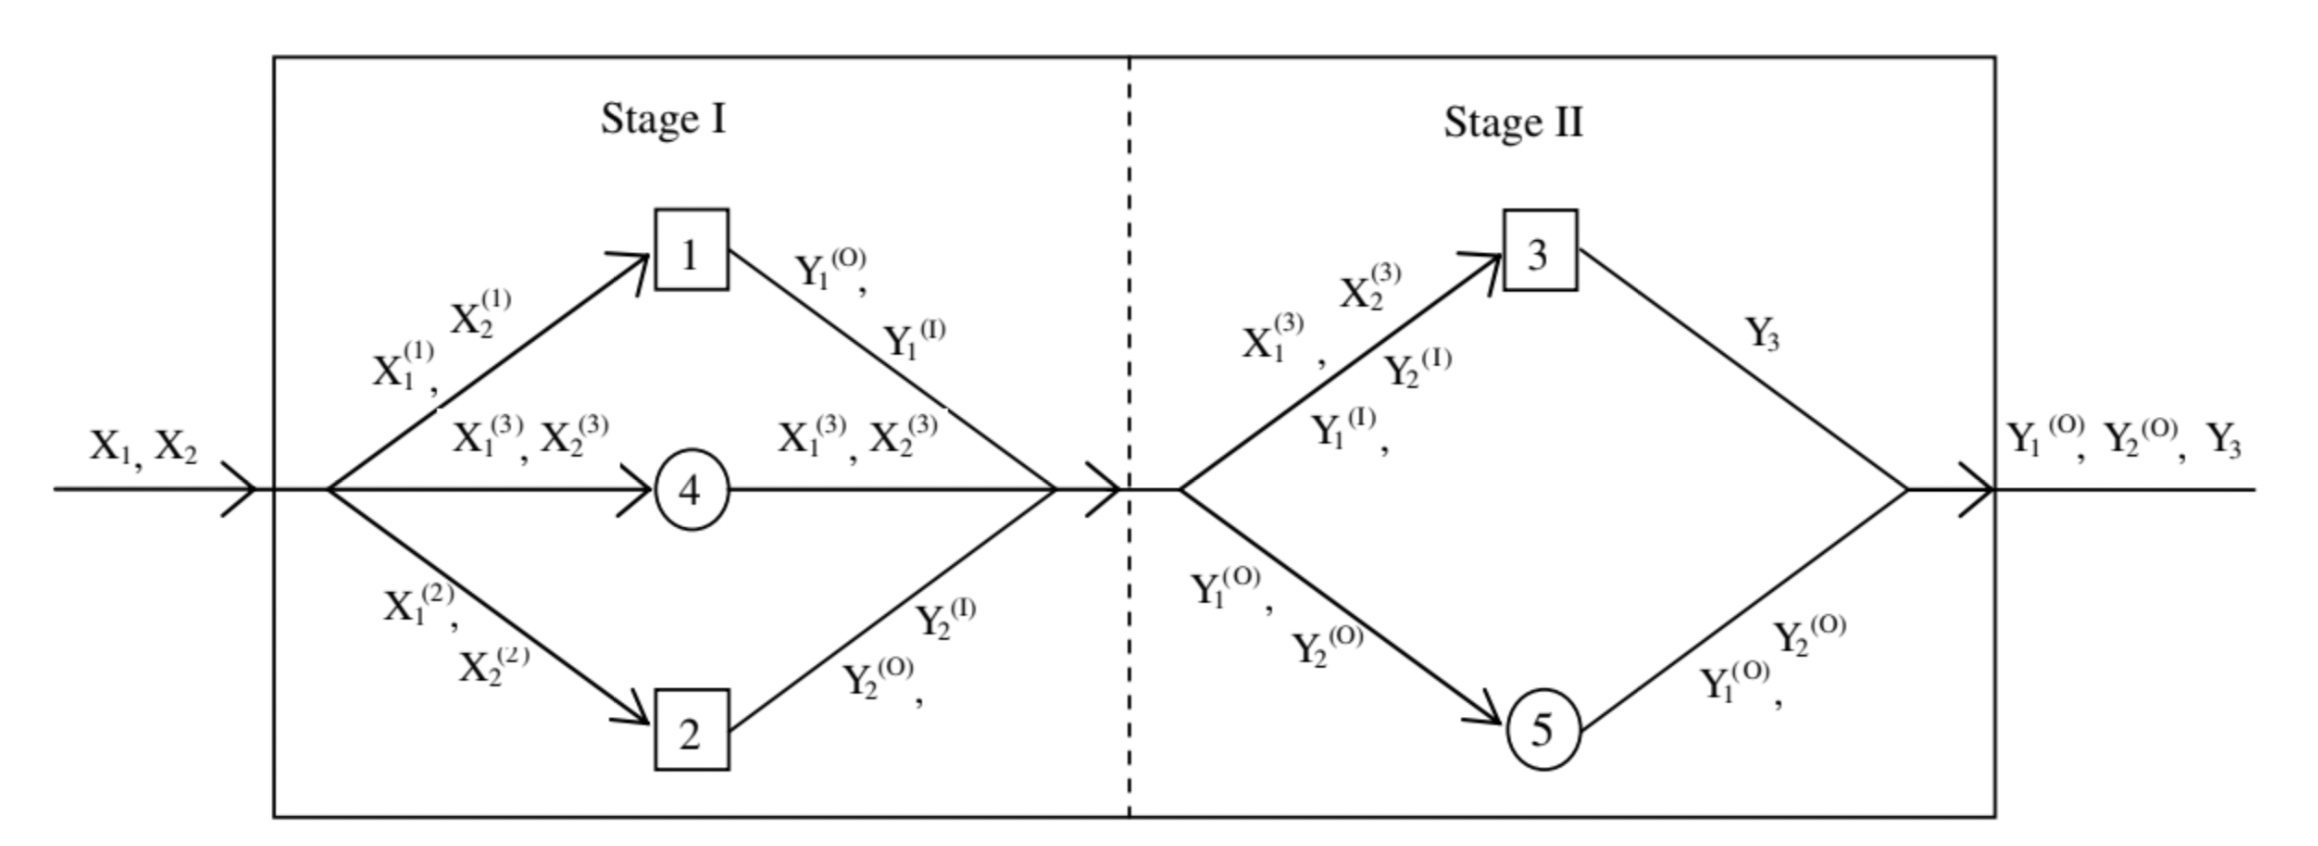 Stage I
Stage II
1
3
Y₁⁽ᴼ⁾,
Y₁⁽ᴵ⁾
X₁⁽¹⁾, X₂⁽¹⁾
X₁⁽³⁾, X₂⁽³⁾
Y₁⁽ᴵ⁾, Y₂⁽ᴵ⁾
Y₃
X₁, X₂
X₁⁽³⁾, X₂⁽³⁾
4
X₁⁽³⁾, X₂⁽³⁾
Y₁⁽ᴼ⁾, Y₂⁽ᴼ⁾, Y₃
X₁⁽²⁾,
X₂⁽²⁾
2
Y₂⁽ᴼ⁾, Y₂⁽ᴵ⁾
Y₁⁽ᴼ⁾,
Y₂⁽ᴼ⁾
5
Y₁⁽ᴼ⁾, Y₂⁽ᴼ⁾